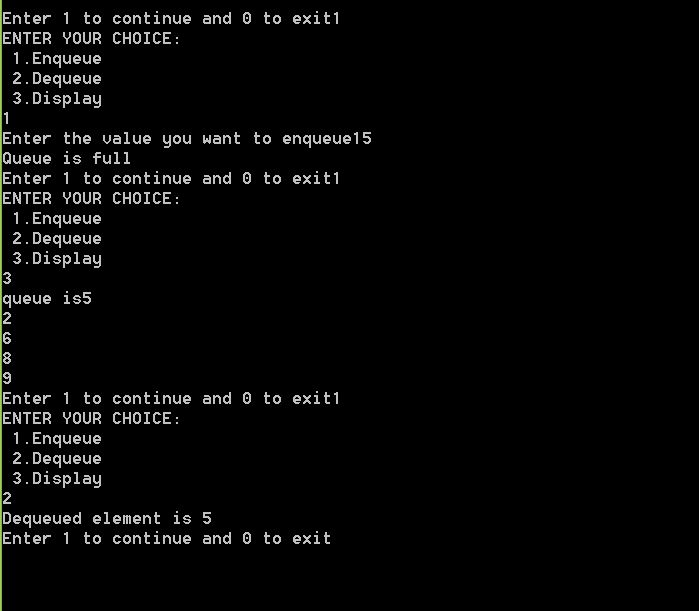 Enter 1 to continue and 0 to exit1
ENTER YOUR CHOICE:
 1.Enqueue
 2.Dequeue
 3.Display
1
Enter the value you want to enqueue15
Queue is full
Enter 1 to continue and 0 to exit1
ENTER YOUR CHOICE:
 1.Enqueue
 2.Dequeue
 3.Display
3
queue is5
2
6
8
9
Enter 1 to continue and 0 to exit1
ENTER YOUR CHOICE:
 1.Enqueue
 2.Dequeue
 3.Display
2
Dequeued element is 5
Enter 1 to continue and 0 to exit